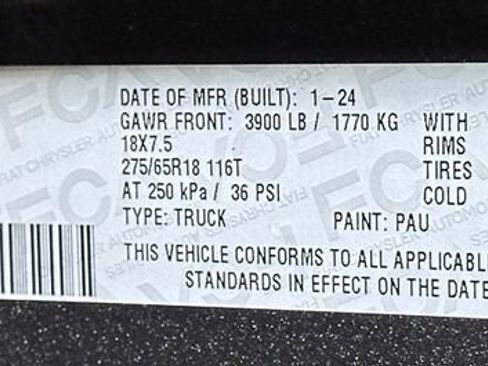 DATE OF MFR (BUILT): 1-24
GAWR FRONT: 3900 LB / 1770 KG WITH
18X7.5 RIMS
275/65R18 116T TIRES
AT 250 kPa / 36 PSI COLD
TYPE: TRUCK PAINT: PAU
THIS VEHICLE CONFORMS TO ALL APPLICABL
STANDARDS IN EFFECT ON THE DATE